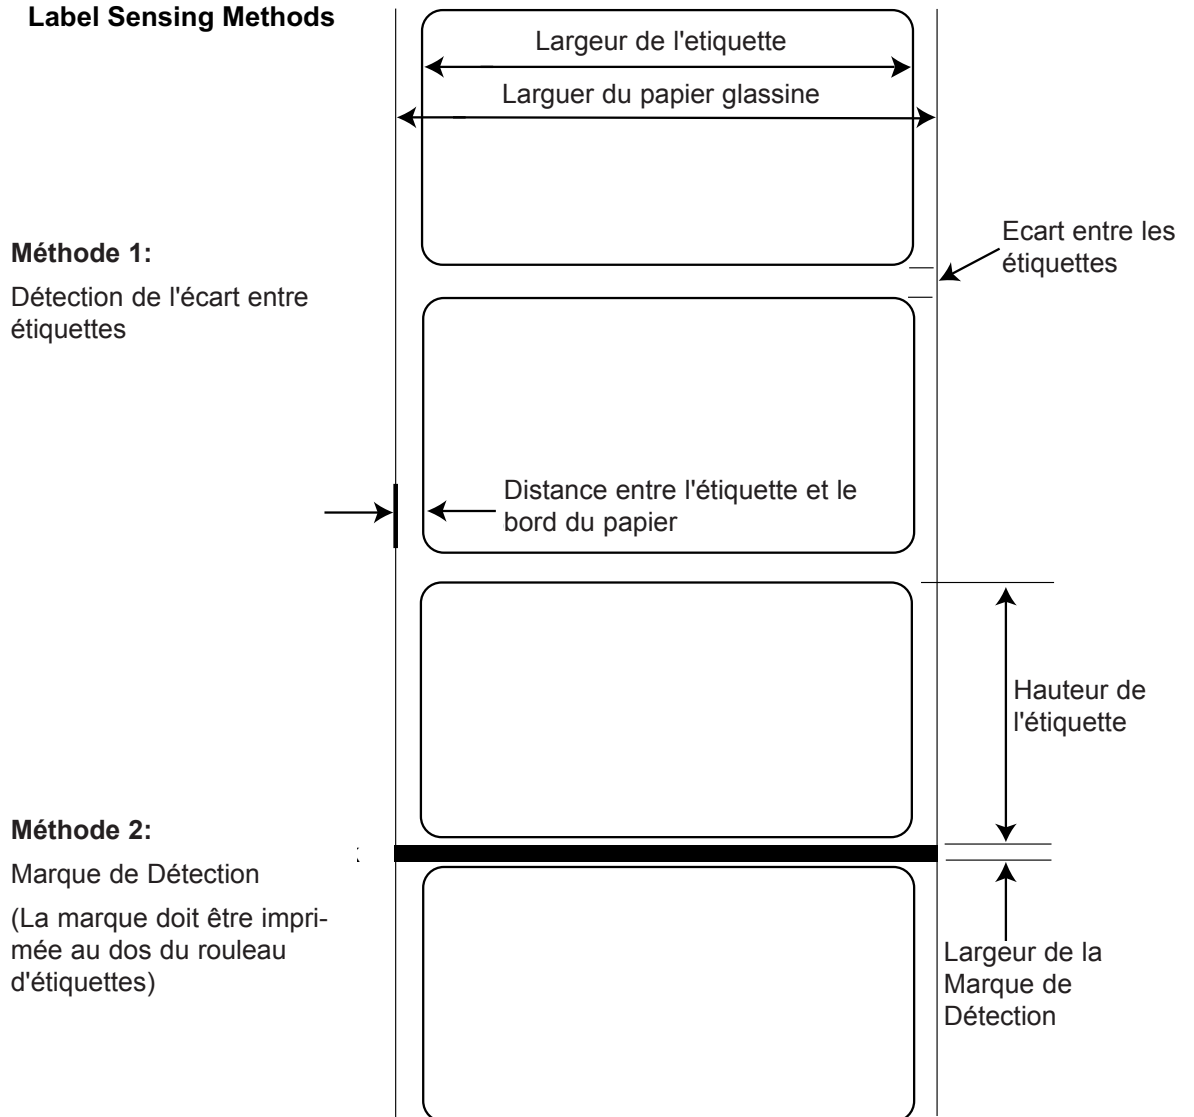 Label Sensing Methods
Largeur de l'etiquette
Larguer du papier glassine
Ecart entre les
étiquettes
Méthode 1:
Détection de l'écart entre
étiquettes
Distance entre l'étiquette et le
bord du papier
Hauteur de
l'étiquette
Méthode 2:
Marque de Détection
(La marque doit être impri-
mée au dos du rouleau
d'étiquettes)
Largeur de la
Marque de
Détection